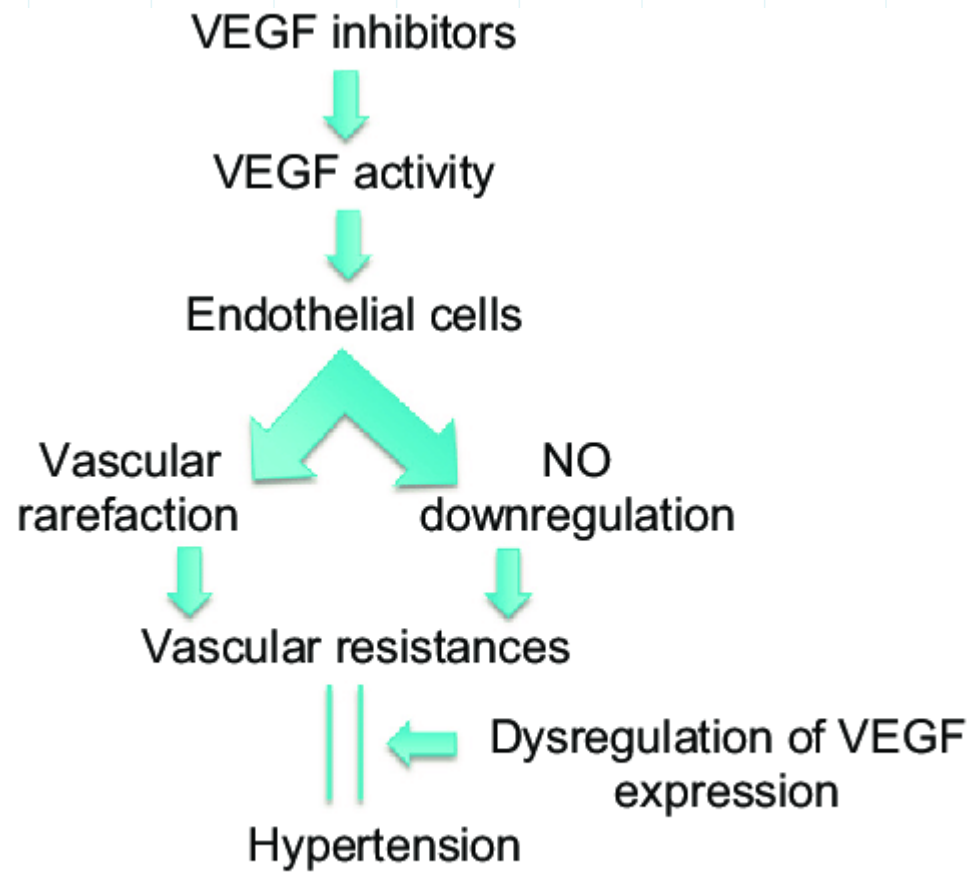 VEGF inhibitors
VEGF activity
Endothelial cells
Vascular
rarefaction
NO
downregulation
Vascular resistances
Dysregulation of VEGF
expression
Hypertension